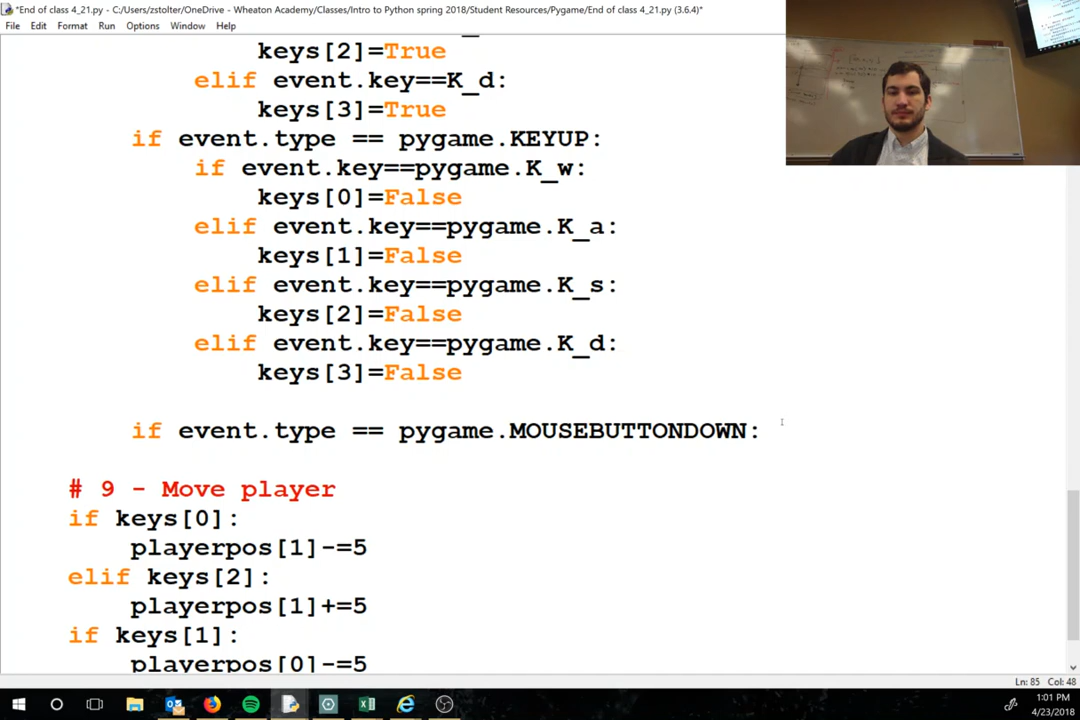 *End of class 4_21.py - C:/Users/zstolter/OneDrive - Wheaton Academy/Classes/Intro to Python spring 2018/Student Resources/Pygame/End of class 4_21.py (3.6.4)*
File Edit Format Run Options Window Help
keys[2]=True
elif event.key==K_d:
keys[3]=True
if event.type == pygame.KEYUP:
if event.key==pygame.K_w:
keys[0]=False
elif event.key==pygame.K_a:
keys[1]=False
elif event.key==pygame.K_s:
keys[2]=False
elif event.key==pygame.K_d:
keys[3]=False
if event.type == pygame.MOUSEBUTTONDOWN:
# 9 - Move player
if keys[0]:
playerpos[1]-=5
elif keys[2]:
playerpos[1]+=5
if keys[1]:
playerpos[0]-=5
Ln: 85 Col: 48
1:01 PM
4/23/2018